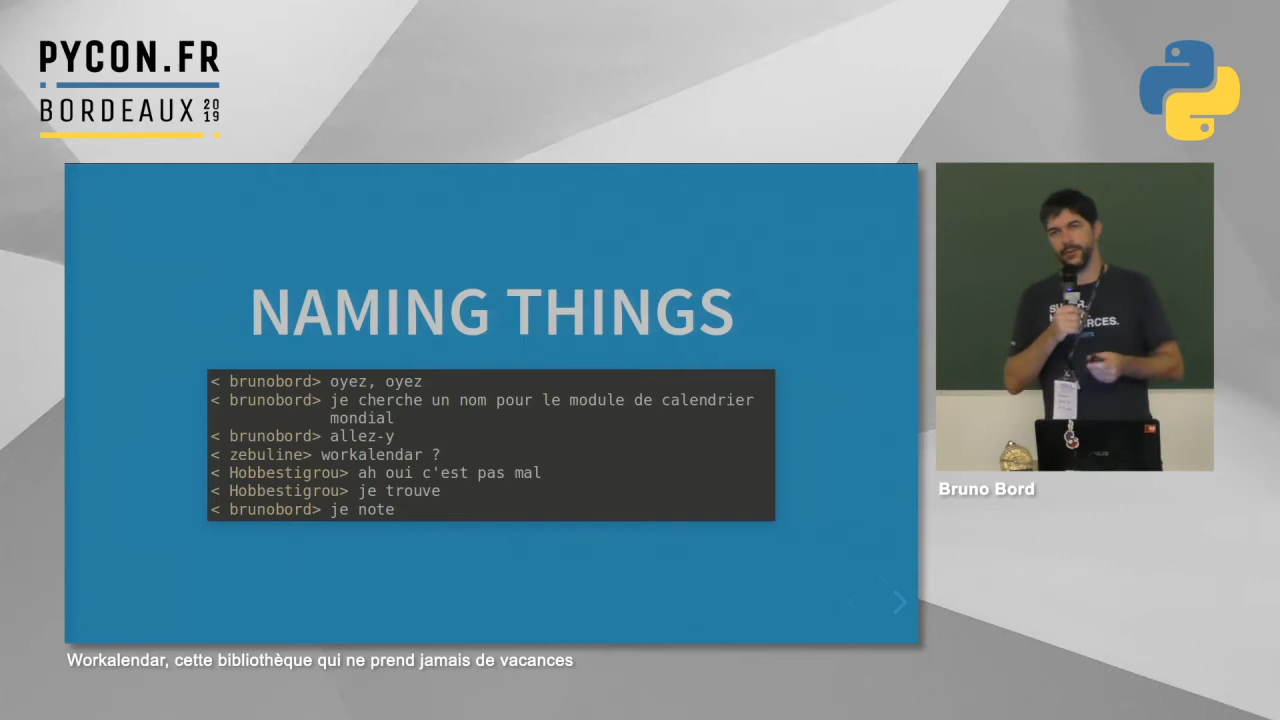 PYCON.FR
BORDEAUX 2019
NAMING THINGS
< brunobord> oyez, oyez
< brunobord> je cherche un nom pour le module de calendrier
mondial
< brunobord> allez-y
< zebuline> workalendar ?
< Hobbestigrou> ah oui c'est pas mal
< Hobbestigrou> je trouve
< brunobord> je note
Bruno Bord
Workalendar, cette bibliothèque qui ne prend jamais de vacances